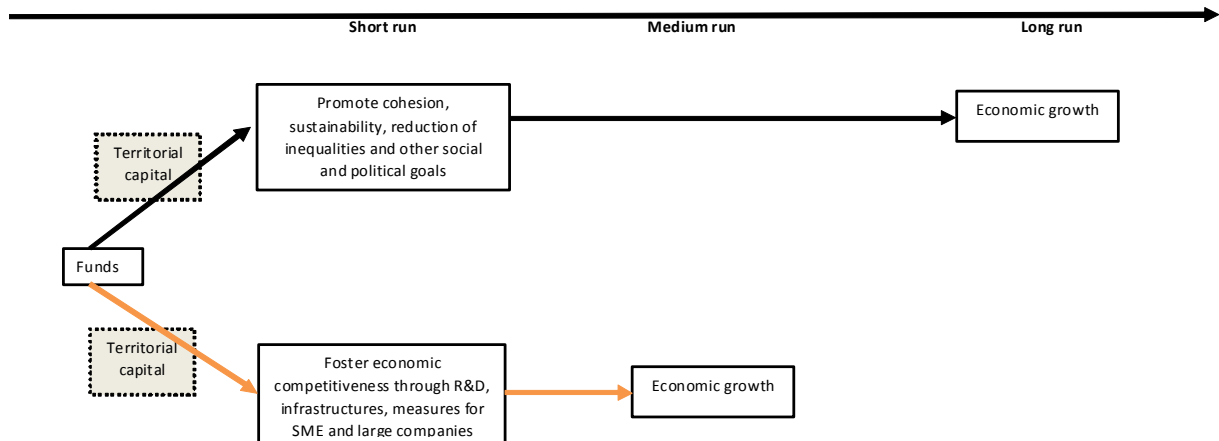 Short run
Medium run
Long run
Promote cohesion,
sustainability, reduction of
inequalities and other social
and political goals
Economic growth
Territorial
capital
Funds
Territorial
capital
Foster economic
competitiveness through R&D,
infrastructures, measures for
SME and large companies
Economic growth